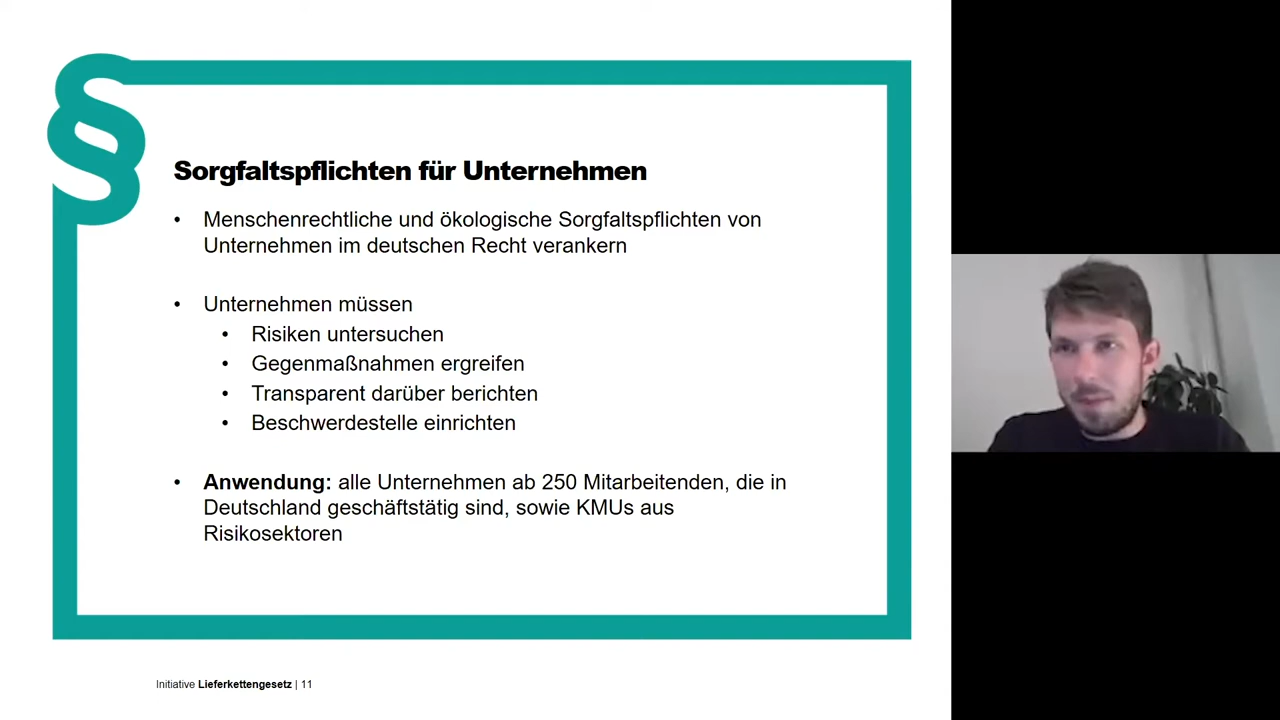 §
Sorgfaltspflichten für Unternehmen
• Menschenrechtliche und ökologische Sorgfaltspflichten von
Unternehmen im deutschen Recht verankern
• Unternehmen müssen
• Risiken untersuchen
• Gegenmaßnahmen ergreifen
• Transparent darüber berichten
• Beschwerdestelle einrichten
• Anwendung: alle Unternehmen ab 250 Mitarbeitenden, die in
Deutschland geschäftstätig sind, sowie KMUs aus
Risikosektoren
Initiative Lieferkettengesetz | 11